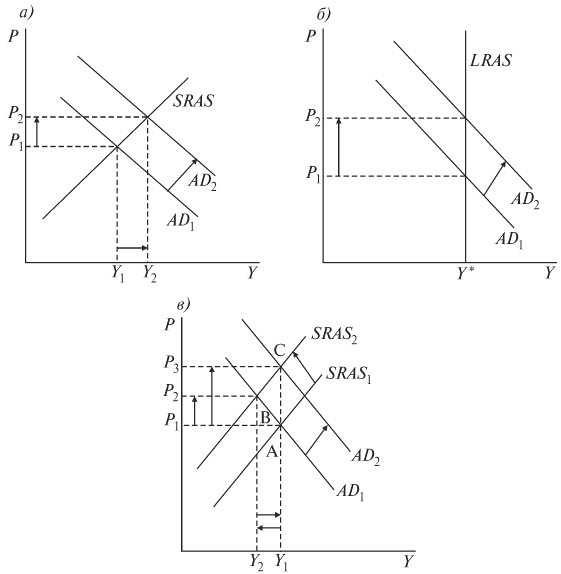 а)
P
SRAS
P2
P1
AD2
AD1
Y1 Y2 Y
б)
P
LRAS
P2
P1
AD2
AD1
Y* Y
в)
P
SRAS2
C
P3
SRAS1
P2
B
P1
A
AD2
AD1
Y2 Y1 Y